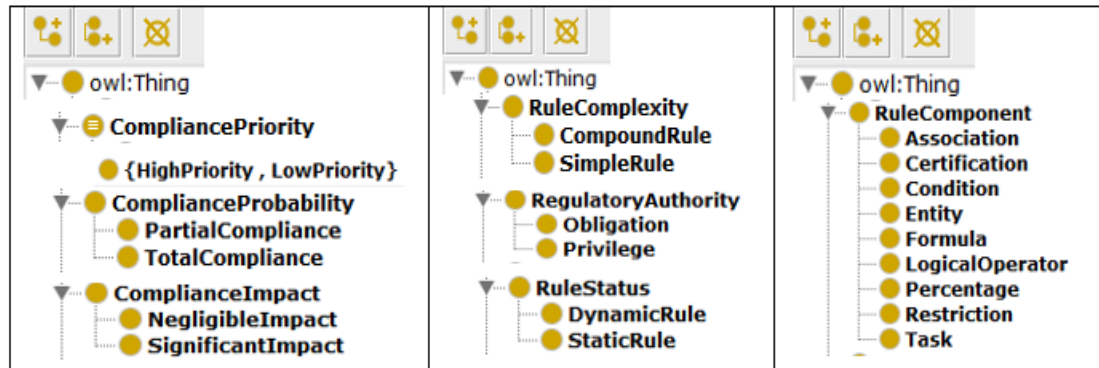 owl:Thing
CompliancePriority
{HighPriority , LowPriority}
ComplianceProbability
PartialCompliance
TotalCompliance
ComplianceImpact
NegligibleImpact
SignificantImpact
owl:Thing
RuleComplexity
CompoundRule
SimpleRule
RegulatoryAuthority
Obligation
Privilege
RuleStatus
DynamicRule
StaticRule
owl:Thing
RuleComponent
Association
Certification
Condition
Entity
Formula
LogicalOperator
Percentage
Restriction
Task